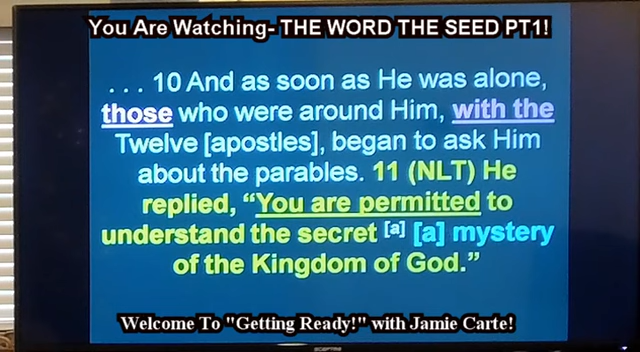 You Are Watching- THE WORD THE SEED PT1!
. . . 10 And as soon as He was alone,
those who were around Him, with the
Twelve [apostles], began to ask Him
about the parables. 11 (NLT) He
replied, “You are permitted to
understand the secret [a] [a] mystery
of the Kingdom of God.”
Welcome To "Getting Ready!" with Jamie Carte!
SCEPTRE